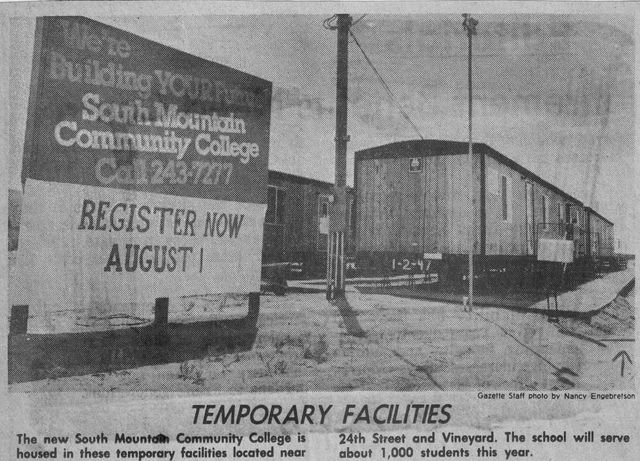 We're
Building YOUR Future
South Mountain
Community College
Call 243-7277
REGISTER NOW
AUGUST 1
1-2-47
Gazette Staff photo by Nancy Engebretson
TEMPORARY FACILITIES
The new South Mountain Community College is
housed in these temporary facilities located near
24th Street and Vineyard. The school will serve
about 1,000 students this year.